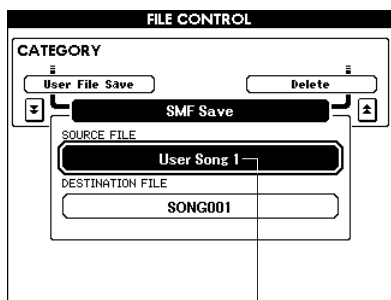 FILE CONTROL
CATEGORY
User File Save
Delete
SMF Save
SOURCE FILE
User Song 1
DESTINATION FILE
SONG001